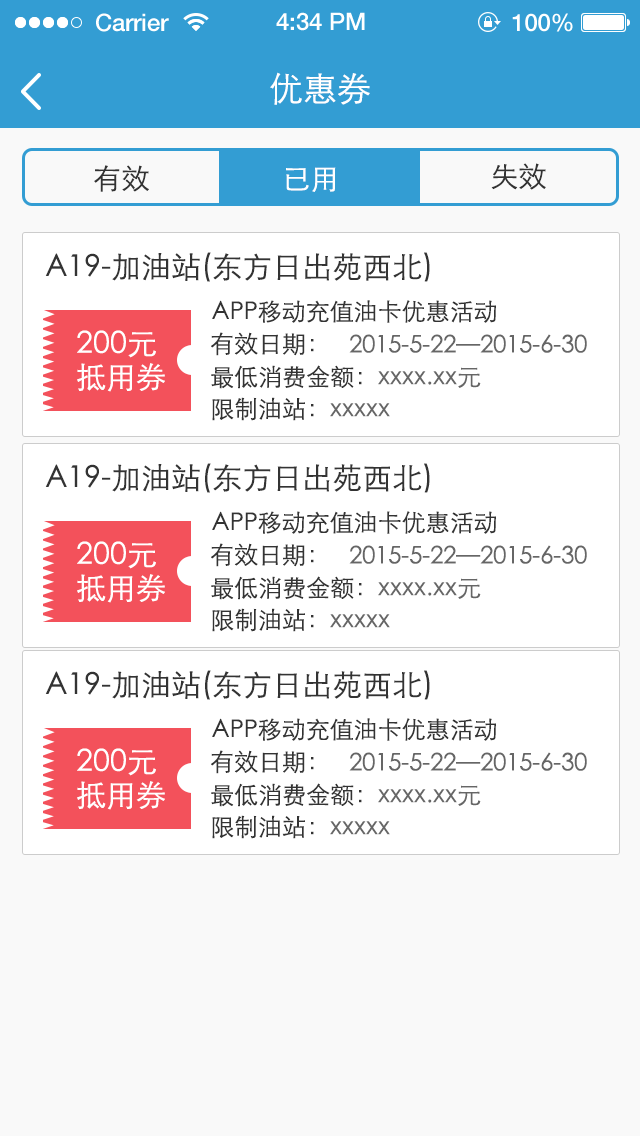 Carrier 4:34 PM 100%
优惠券
有效 已用 失效
A19-加油站(东方日出苑西北)
APP移动充值油卡优惠活动
200元
抵用券
有效日期： 2015-5-22—2015-6-30
最低消费金额：xxxx.xx元
限制油站：xxxxx
A19-加油站(东方日出苑西北)
APP移动充值油卡优惠活动
200元
抵用券
有效日期： 2015-5-22—2015-6-30
最低消费金额：xxxx.xx元
限制油站：xxxxx
A19-加油站(东方日出苑西北)
APP移动充值油卡优惠活动
200元
抵用券
有效日期： 2015-5-22—2015-6-30
最低消费金额：xxxx.xx元
限制油站：xxxxx